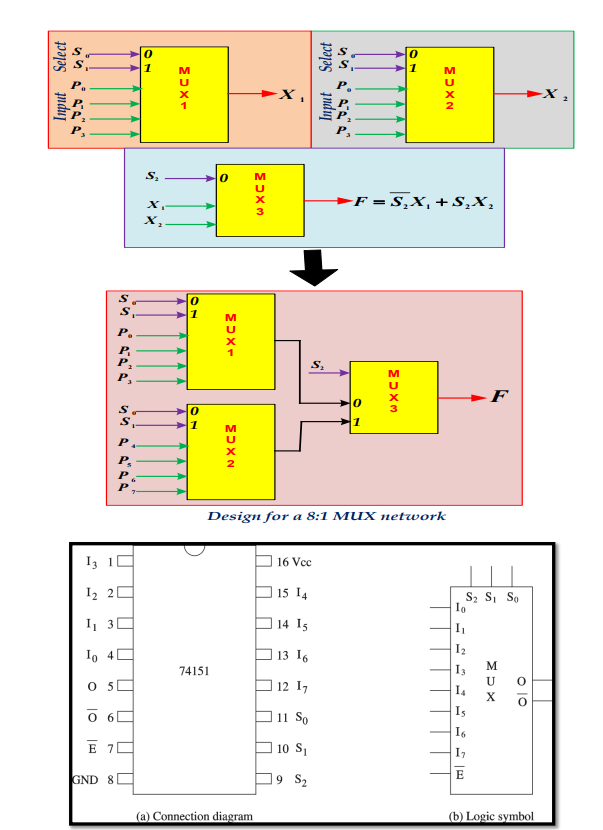 Select
Input
S₀
S₁
P₀
P₁
P₂
P₃
0
1
MUX1
X₁
Select
Input
S₀
S₁
P₀
P₁
P₂
P₃
0
1
MUX2
X₂
S₂
X₁
X₂
0
MUX3
F = S̅₂X₁ + S₂X₂
S₀
S₁
P₀
P₁
P₂
P₃
0
1
MUX1
S₀
S₁
P₄
P₅
P₆
P₇
0
1
MUX2
S₂
0
1
MUX3
F
Design for a 8:1 MUX network
I₃ 1 16 Vcc
I₂ 2 15 I₄
I₁ 3 14 I₅
I₀ 4 13 I₆
74151
O 5 12 I₇
O̅ 6 11 S₀
E̅ 7 10 S₁
GND 8 9 S₂
(a) Connection diagram
S₂ S₁ S₀
I₀
I₁
I₂
I₃
I₄
I₅
I₆
I₇
E̅
MUX
O
O̅
(b) Logic symbol